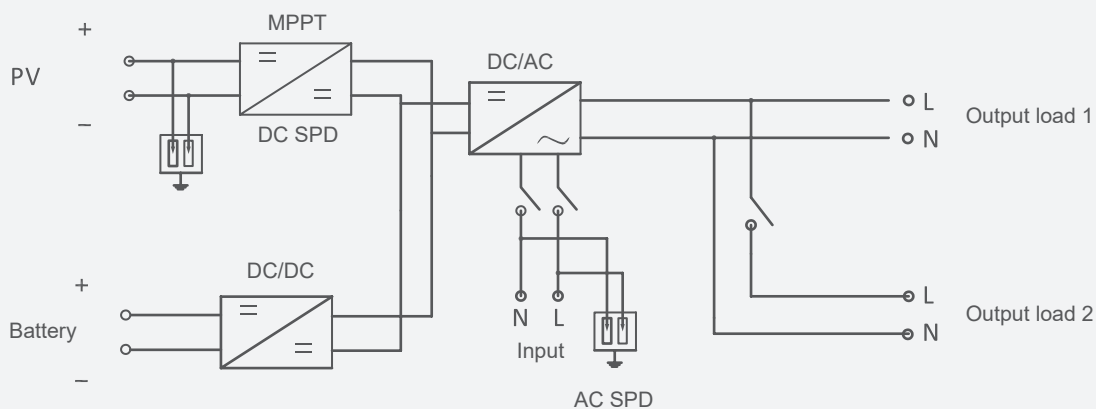 MPPT
+
PV
−
DC SPD
DC/AC
L
Output load 1
N
DC/DC
+
Battery
−
N L
Input
L
Output load 2
N
AC SPD